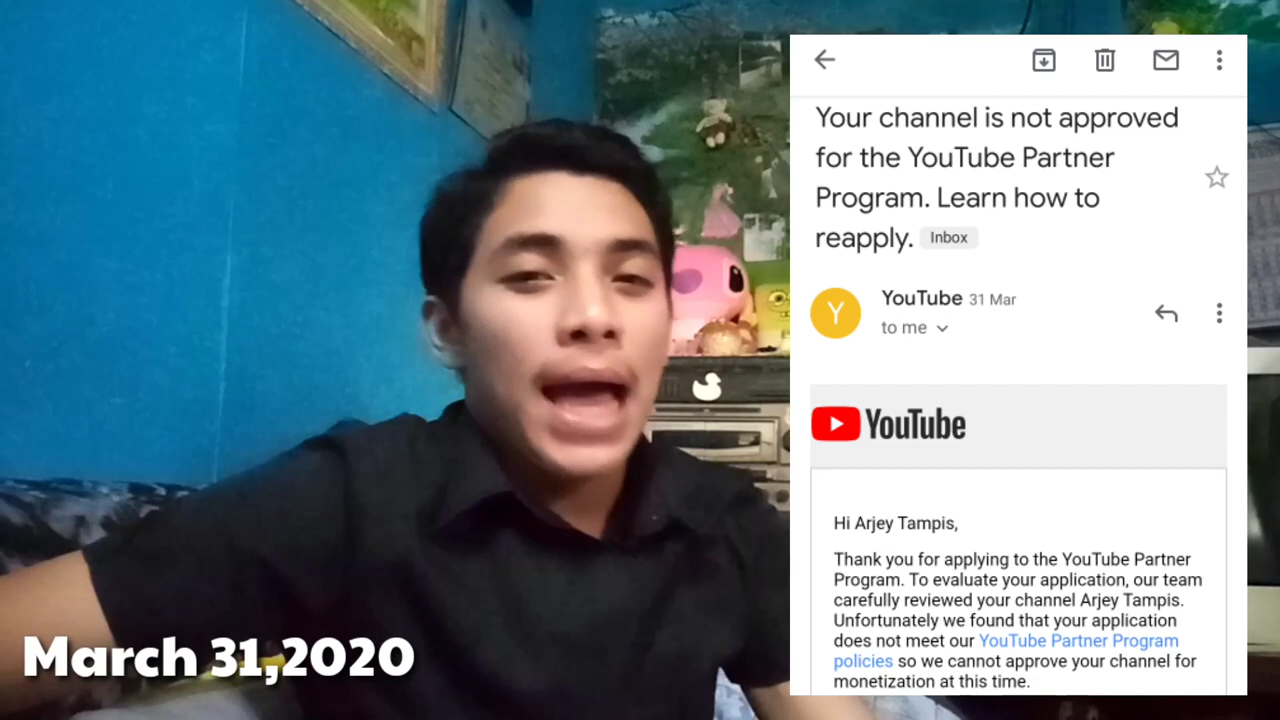 Your channel is not approved
for the YouTube Partner
Program. Learn how to
reapply. Inbox
YouTube 31 Mar
to me
Y
YouTube
Hi Arjey Tampis,
Thank you for applying to the YouTube Partner
Program. To evaluate your application, our team
carefully reviewed your channel Arjey Tampis.
Unfortunately we found that your application
does not meet our YouTube Partner Program
policies so we cannot approve your channel for
monetization at this time.
March 31,2020